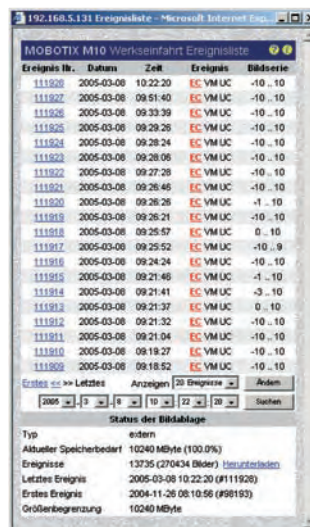 192.168.5.131 Ereignisliste - Microsoft Internet Exp...
MOBOTIX M10 Werkseinfahrt Ereignisliste
Ereignis Nr. Datum Zeit Ereignis Bildserie
111928 2005-03-08 10:22:20 EC VM UC -10 .. 10
111927 2005-03-08 09:51:40 EC VM UC -10 .. 10
111926 2005-03-08 09:33:39 EC VM UC -10 .. 10
111925 2005-03-08 09:29:26 EC VM UC -10 .. 10
111924 2005-03-08 09:28:24 EC VM UC -10 .. 10
111923 2005-03-08 09:28:06 EC VM UC -10 .. 10
111922 2005-03-08 09:27:28 EC VM UC -10 .. 10
111921 2005-03-08 09:26:46 EC VM UC -10 .. 10
111920 2005-03-08 09:26:26 EC VM UC -1 .. 10
111919 2005-03-08 09:26:21 EC VM UC -10 .. 10
111918 2005-03-08 09:25:57 EC VM UC 0 .. 10
111917 2005-03-08 09:25:52 EC VM UC -10 .. 9
111916 2005-03-08 09:24:24 EC VM UC -10 .. 10
111915 2005-03-08 09:21:46 EC VM UC -1 .. 10
111914 2005-03-08 09:21:41 EC VM UC -3 .. 10
111913 2005-03-08 09:21:37 EC VM UC 0 .. 10
111912 2005-03-08 09:21:32 EC VM UC -10 .. 10
111911 2005-03-08 09:21:04 EC VM UC -10 .. 10
111910 2005-03-08 09:19:27 EC VM UC -10 .. 10
111909 2005-03-08 09:18:52 EC VM UC -10 .. 10
Erstes << >> Letztes Anzeigen 20 Ereignisse Ändern
2005 . 3 . 8 10 . 22 . 20 Suchen
Status der Bildablage
Typ extern
Aktueller Speicherbedarf 10240 MByte (100.0%)
Ereignisse 13735 (270434 Bilder) Herunterladen
Letztes Ereignis 2005-03-08 10:22:20 (#111928)
Erstes Ereignis 2004-11-26 08:10:56 (#98193)
Größenbegrenzung 10240 MByte